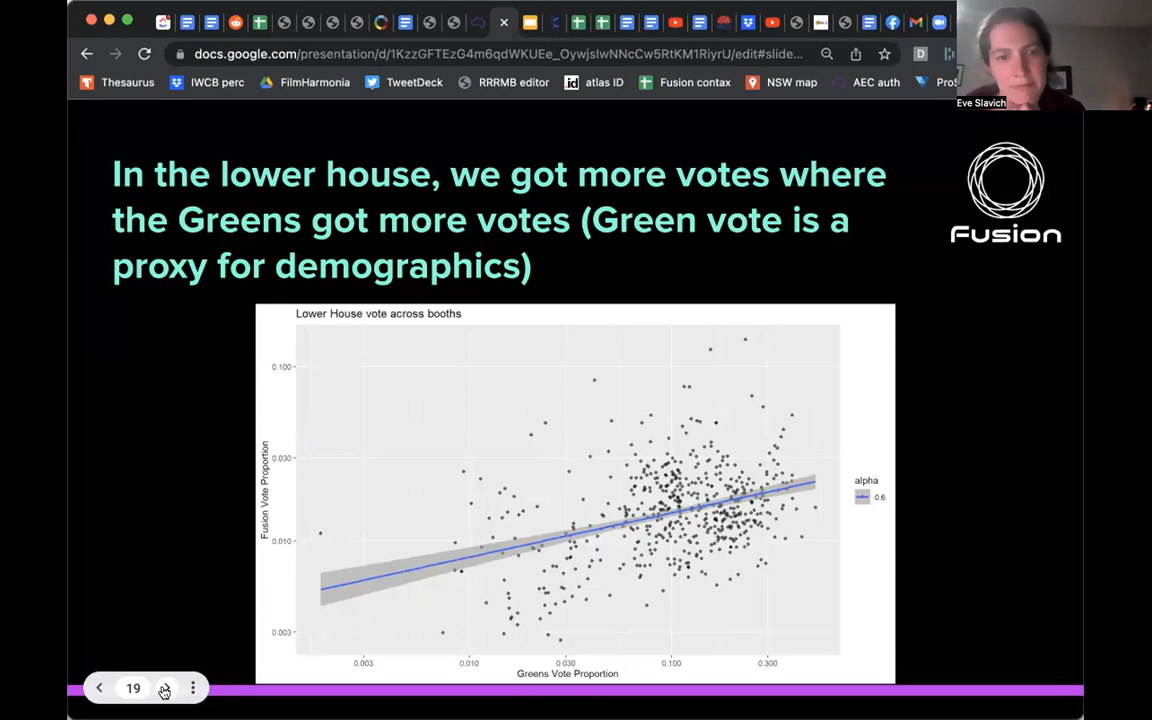 docs.google.com/presentation/d/1KzzGFTEzG4m6qdWKUEe_OywjsIwNNcCw5RtKM1RiyrU/edit#slide...
Thesaurus
IWCB perc
FilmHarmonia
TweetDeck
RRRMB editor
.id atlas ID
Fusion contax
NSW map
AEC auth
Eve Slavich
In the lower house, we got more votes where
the Greens got more votes (Green vote is a
proxy for demographics)
Fusion
Lower House vote across booths
Fusion Vote Proportion
0.100
0.030
0.010
0.003
0.003
0.010
0.030
0.100
0.300
Greens Vote Proportion
alpha
0.6
19